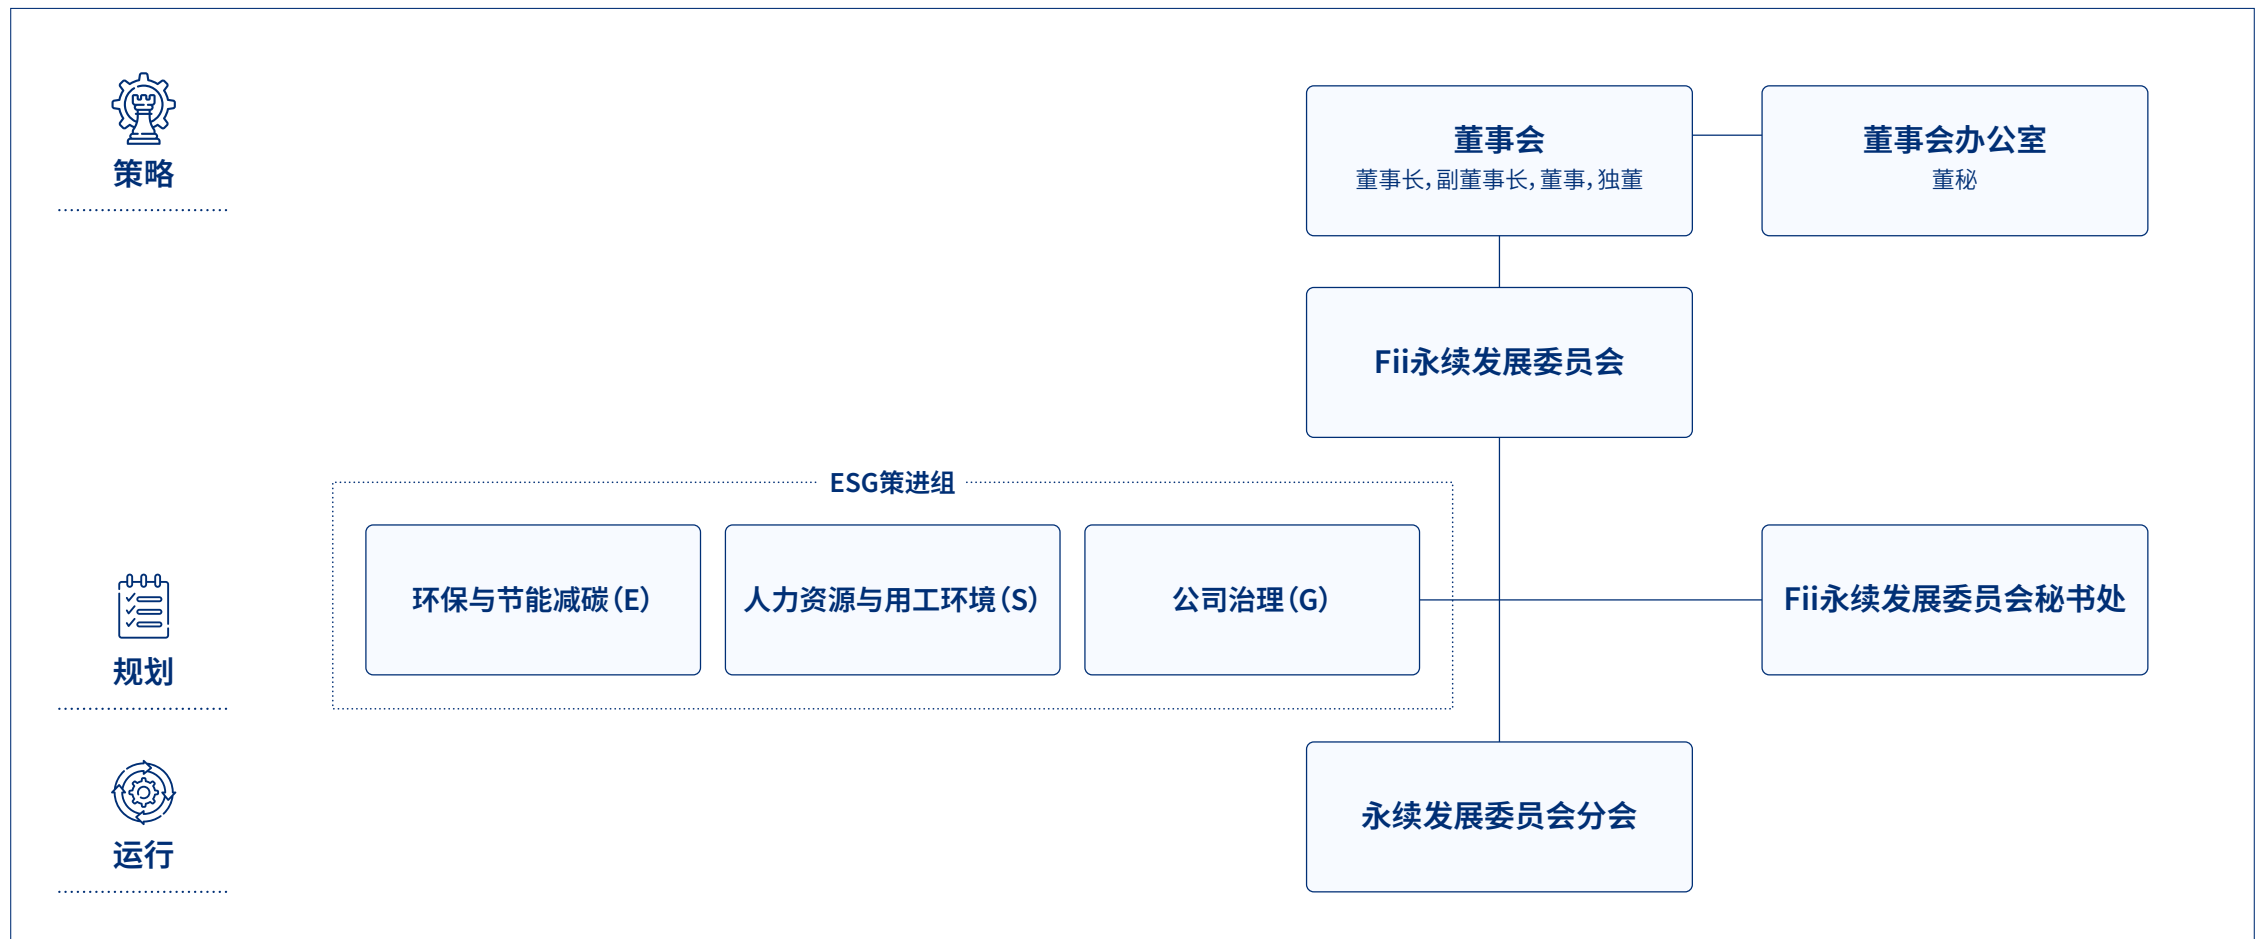 策略
董事会
董事长，副董事长，董事，独董
董事会办公室
董秘
Fii永续发展委员会
ESG策进组
规划
环保与节能减碳（E）
人力资源与用工环境（S）
公司治理（G）
Fii永续发展委员会秘书处
运行
永续发展委员会分会